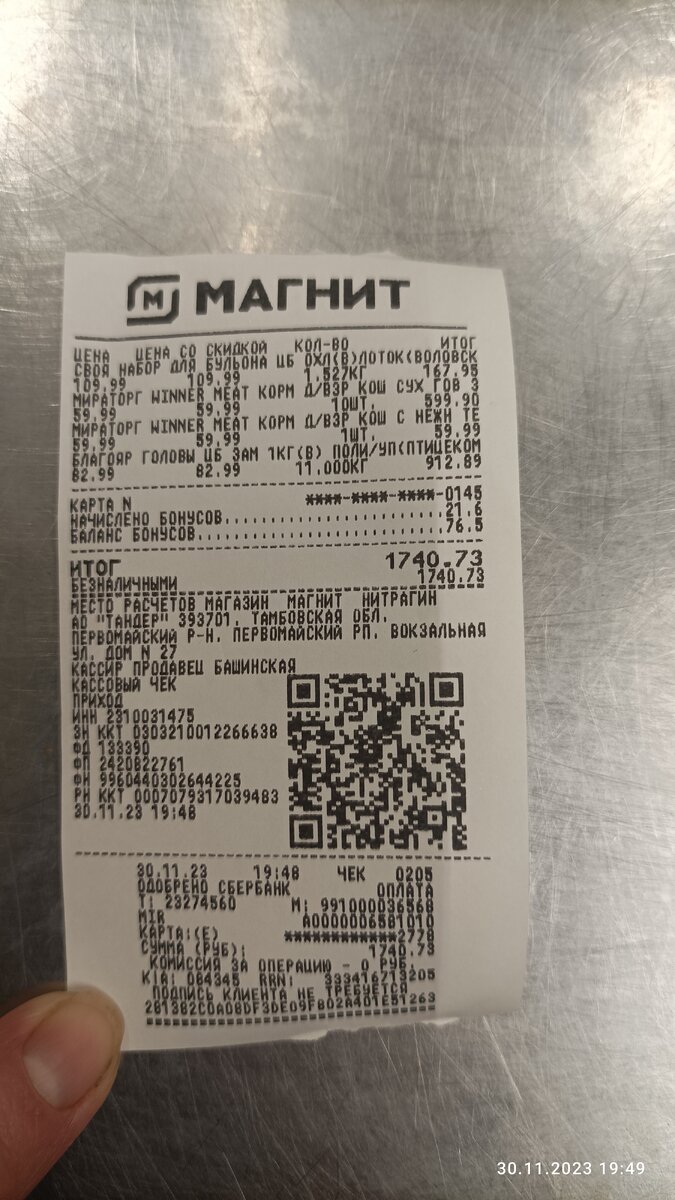 МАГНИТ
ЦЕНА ЦЕНА СО СКИДКОЙ КОЛ-ВО ИТОГ
СВОЯ НАБОР ДЛЯ БУЛЬОНА ЦБ ОХЛ(В)ЛОТОК(ВОЛОВСК
109.99 109.99 1.527КГ 167.95
МИРАТОРГ WINNER MEAT КОРМ Д/ВЗР КОШ СУХ ГОВ 3
59.99 59.99 10ШТ. 599.90
МИРАТОРГ WINNER MEAT КОРМ Д/ВЗР КОШ С НЕЖН ТЕ
59.99 59.99 1ШТ. 59.99
БЛАГОЯР ГОЛОВЫ ЦБ ЗАМ 1КГ(В) ПОЛИ/УП(ПТИЦЕКОМ
82.99 82.99 11.000КГ 912.89
КАРТА N ****-****-****-0145
НАЧИСЛЕНО БОНУСОВ........................21.6
БАЛАНС БОНУСОВ...........................76.5
ИТОГ 1740.73
БЕЗНАЛИЧНЫМИ 1740.73
МЕСТО РАСЧЕТОВ МАГАЗИН МАГНИТ НИТРАГИН
АО "ТАНДЕР" 393701, ТАМБОВСКАЯ ОБЛ.
ПЕРВОМАЙСКИЙ Р-Н. ПЕРВОМАЙСКИЙ РП. ВОКЗАЛЬНАЯ
УЛ. ДОМ N 27
КАССИР ПРОДАВЕЦ БАШИНСКАЯ
КАССОВЫЙ ЧЕК
ПРИХОД
ИНН 2310031475
ЗН ККТ 0303210012266638
ФД 133390
ФП 2420822761
ФН 9960440302644225
РН ККТ 0007079317039483
30.11.23 19:48
30.11.23 19:48 ЧЕК 0205
ОДОБРЕНО СБЕРБАНК ОПЛАТА
Т: 23274560 М: 991000036568
MIR A0000006581010
КАРТА:(E) ************2778
СУММА (РУБ): 1740.73
КОМИССИЯ ЗА ОПЕРАЦИЮ - 0 РУБ.
К/А: 084345 RRN: 333416713205
ПОДПИСЬ КЛИЕНТА НЕ ТРЕБУЕТСЯ
281382C0A08DF3DE09F802A401E51263
30.11.2023 19:49